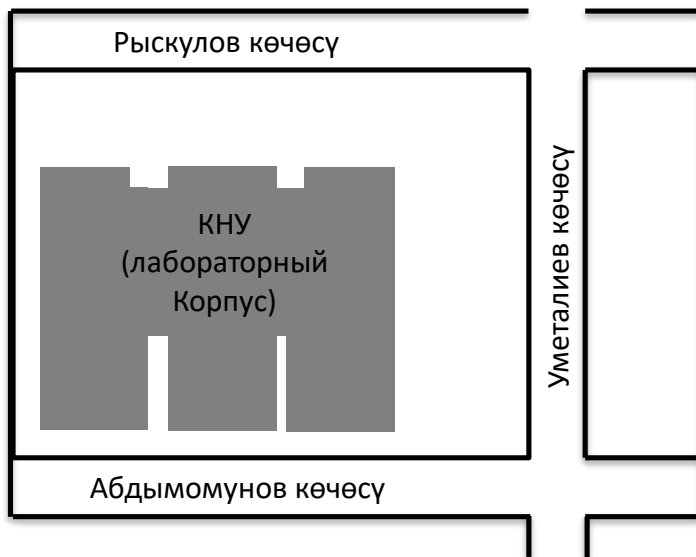 Рыскулов көчөсү
КНУ
(лабораторный
Корпус)
Уметалиев көчөсү
Абдымомунов көчөсү